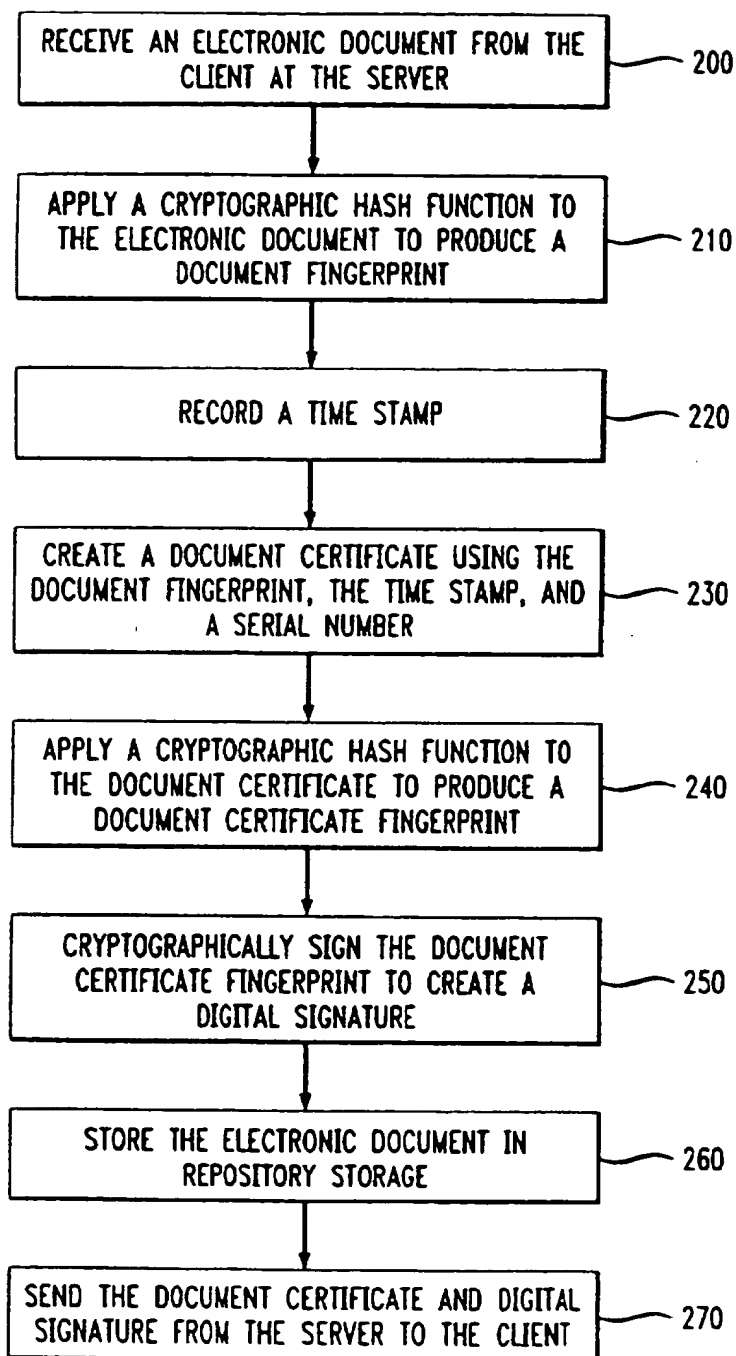 RECEIVE AN ELECTRONIC DOCUMENT FROM THE
CLIENT AT THE SERVER
200
APPLY A CRYPTOGRAPHIC HASH FUNCTION TO
THE ELECTRONIC DOCUMENT TO PRODUCE A
DOCUMENT FINGERPRINT
210
RECORD A TIME STAMP
220
CREATE A DOCUMENT CERTIFICATE USING THE
DOCUMENT FINGERPRINT, THE TIME STAMP, AND
A SERIAL NUMBER
230
APPLY A CRYPTOGRAPHIC HASH FUNCTION TO
THE DOCUMENT CERTIFICATE TO PRODUCE A
DOCUMENT CERTIFICATE FINGERPRINT
240
CRYPTOGRAPHICALLY SIGN THE DOCUMENT
CERTIFICATE FINGERPRINT TO CREATE A
DIGITAL SIGNATURE
250
STORE THE ELECTRONIC DOCUMENT IN
REPOSITORY STORAGE
260
SEND THE DOCUMENT CERTIFICATE AND DIGITAL
SIGNATURE FROM THE SERVER TO THE CLIENT
270